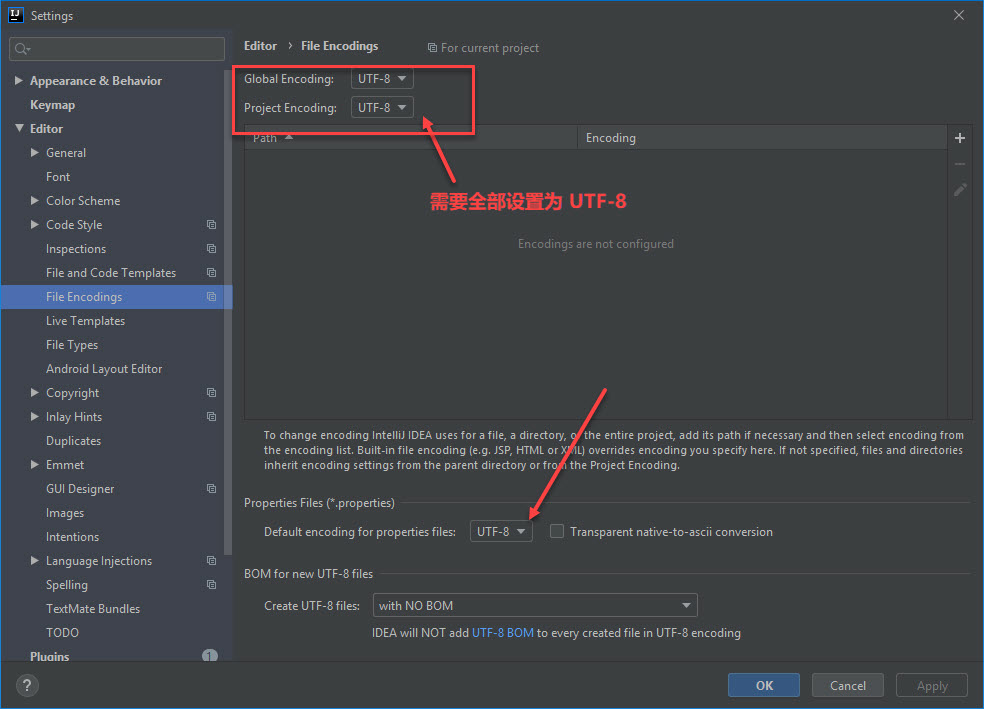 Settings
Appearance & Behavior
Keymap
Editor
General
Font
Color Scheme
Code Style
Inspections
File and Code Templates
File Encodings
Live Templates
File Types
Android Layout Editor
Copyright
Inlay Hints
Duplicates
Emmet
GUI Designer
Images
Intentions
Language Injections
Spelling
TextMate Bundles
TODO
Plugins
1
Editor › File Encodings
For current project
Global Encoding: UTF-8
Project Encoding: UTF-8
Path Encoding
需要全部设置为 UTF-8
Encodings are not configured
To change encoding IntelliJ IDEA uses for a file, a directory, or the entire project, add its path if necessary and then select encoding from
the encoding list. Built-in file encoding (e.g. JSP, HTML or XML) overrides encoding you specify here. If not specified, files and directories
inherit encoding settings from the parent directory or from the Project Encoding.
Properties Files (*.properties)
Default encoding for properties files: UTF-8 Transparent native-to-ascii conversion
BOM for new UTF-8 files
Create UTF-8 files: with NO BOM
IDEA will NOT add UTF-8 BOM to every created file in UTF-8 encoding
? OK Cancel Apply